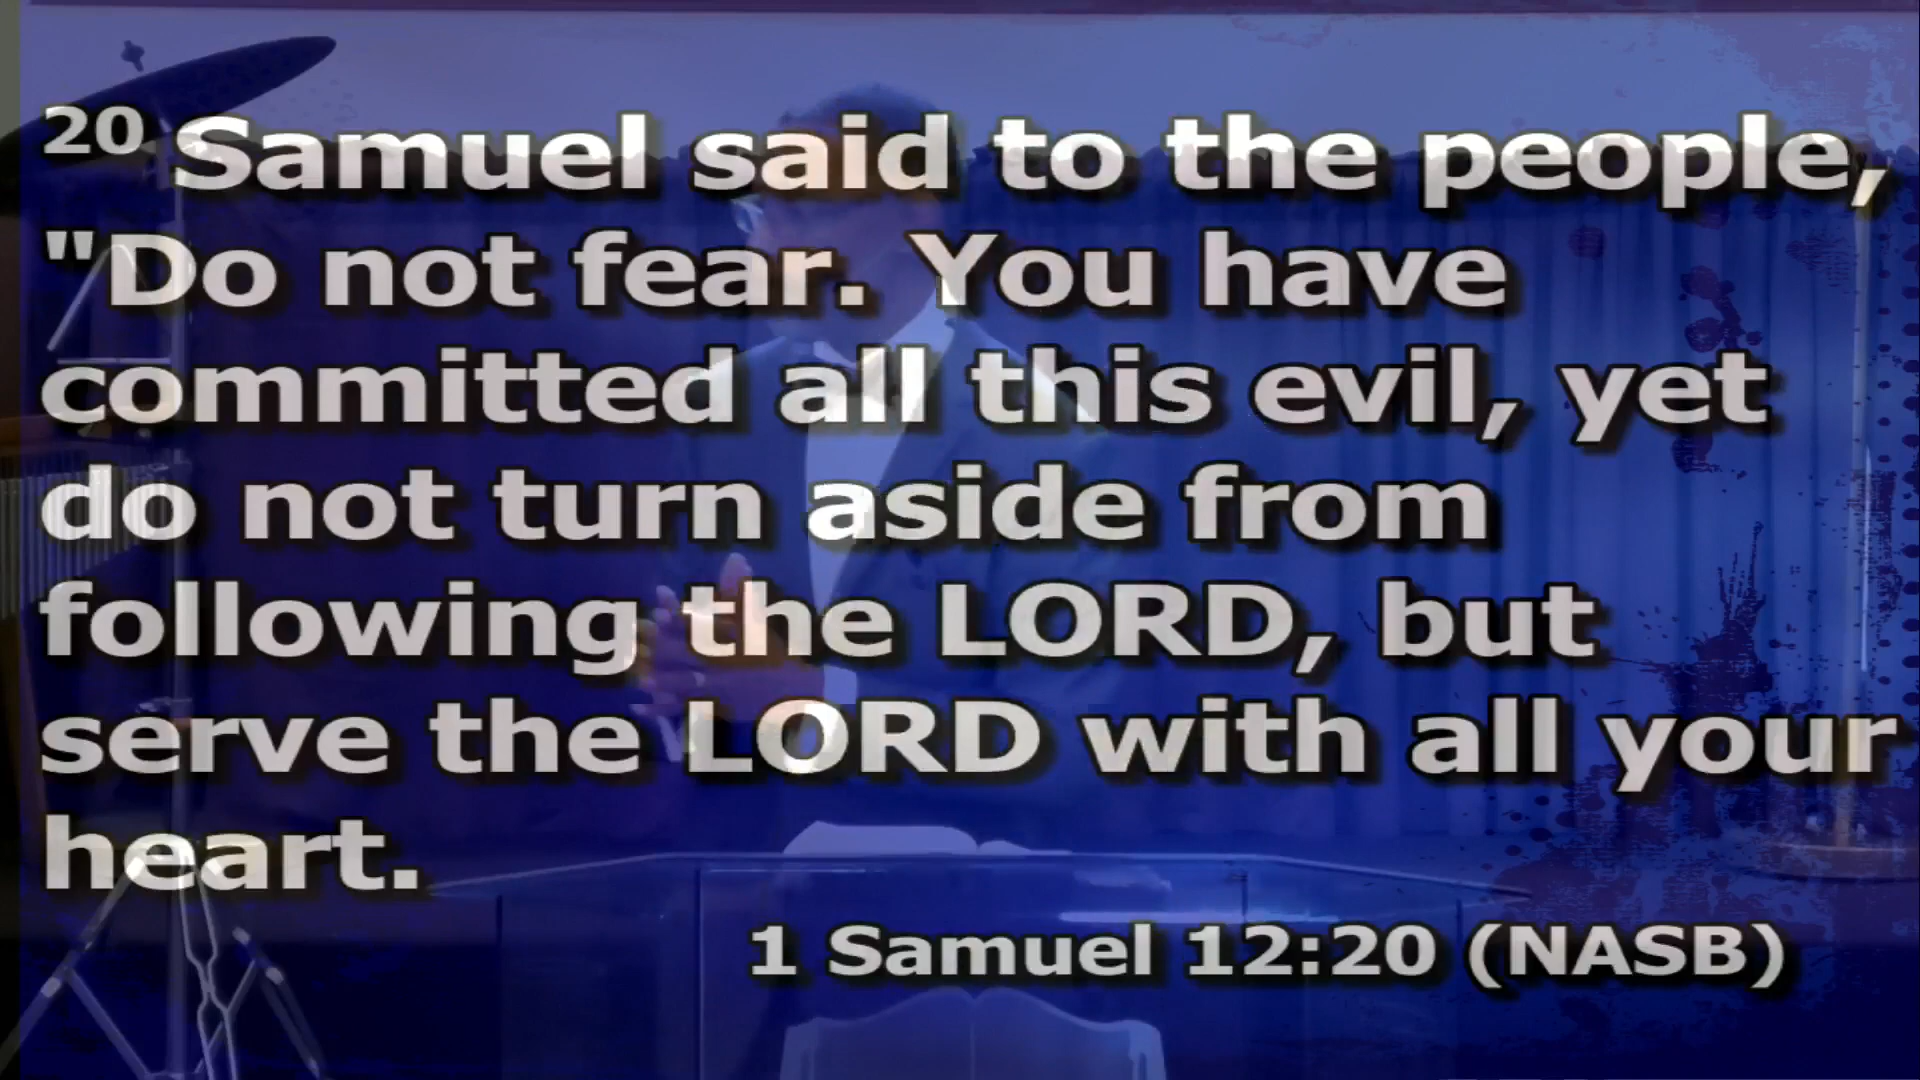 20 Samuel said to the people,
"Do not fear. You have
committed all this evil, yet
do not turn aside from
following the LORD, but
serve the LORD with all your
heart.
1 Samuel 12:20 (NASB)